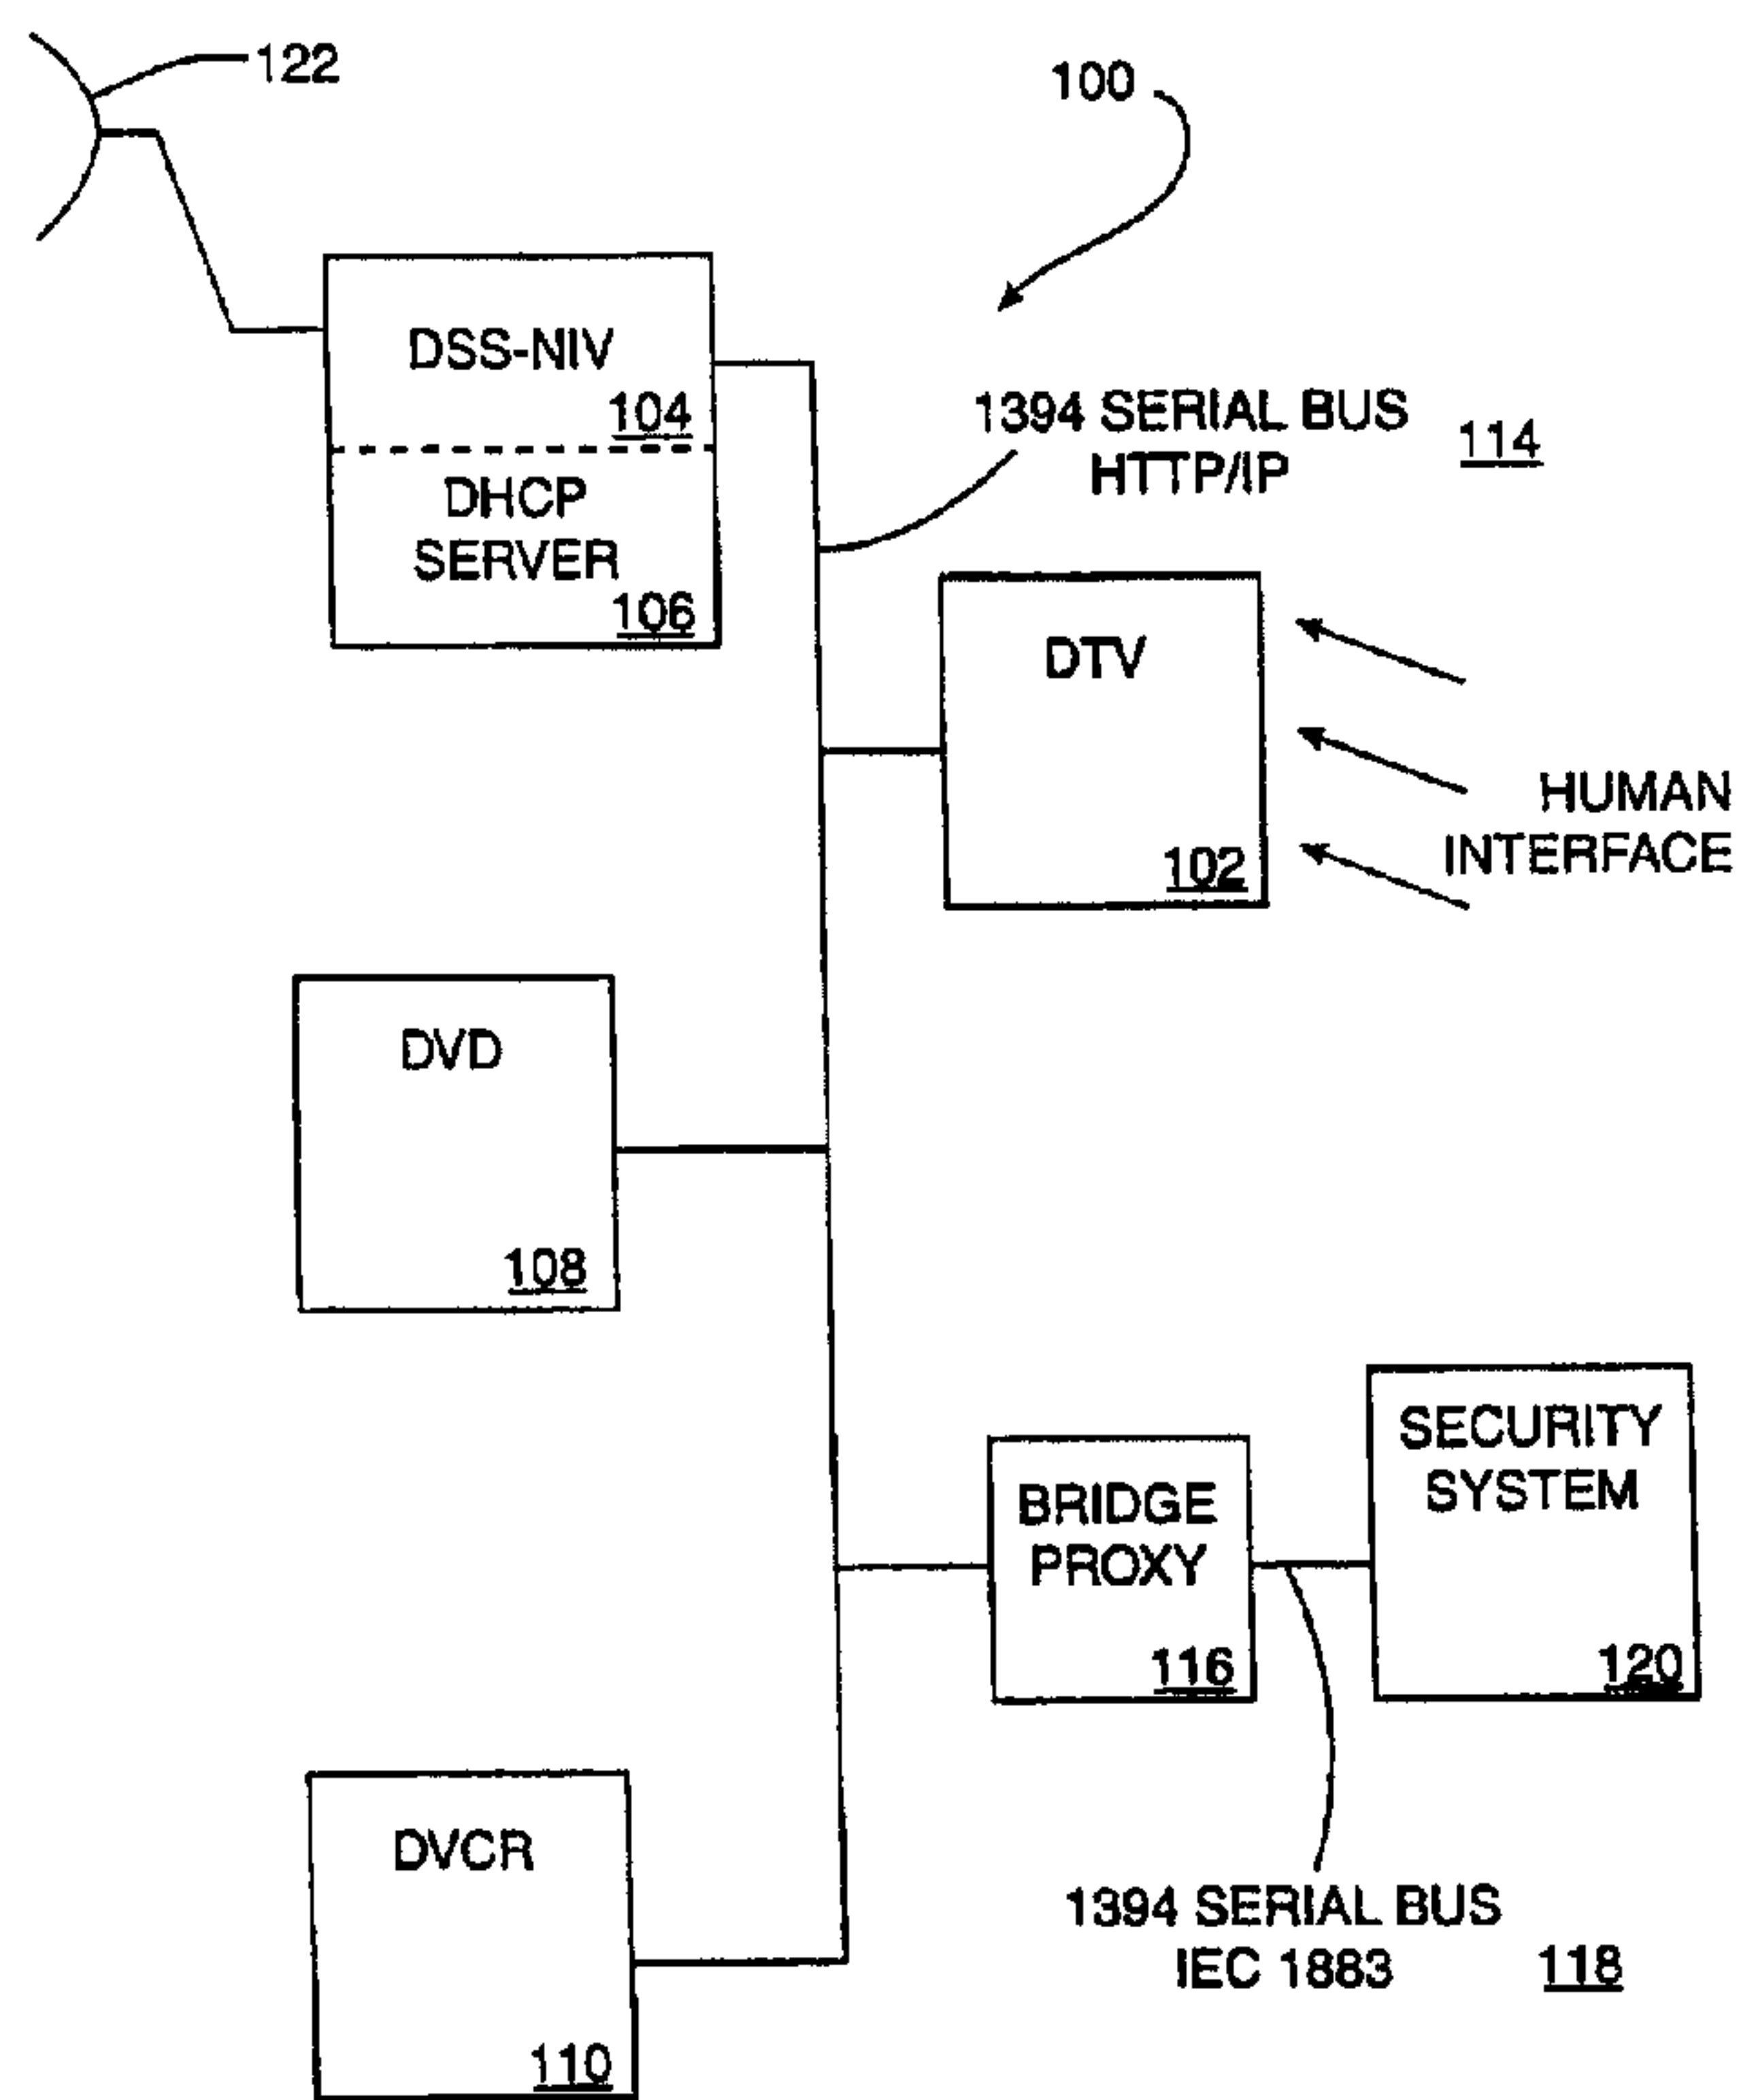 122
100
DSS-NIV
104
DHCP
SERVER
106
1394 SERIAL BUS
HTTP/IP
114
DTV
102
HUMAN
INTERFACE
DVD
108
BRIDGE
PROXY
116
SECURITY
SYSTEM
120
DVCR
110
1394 SERIAL BUS
IEC 1883
118